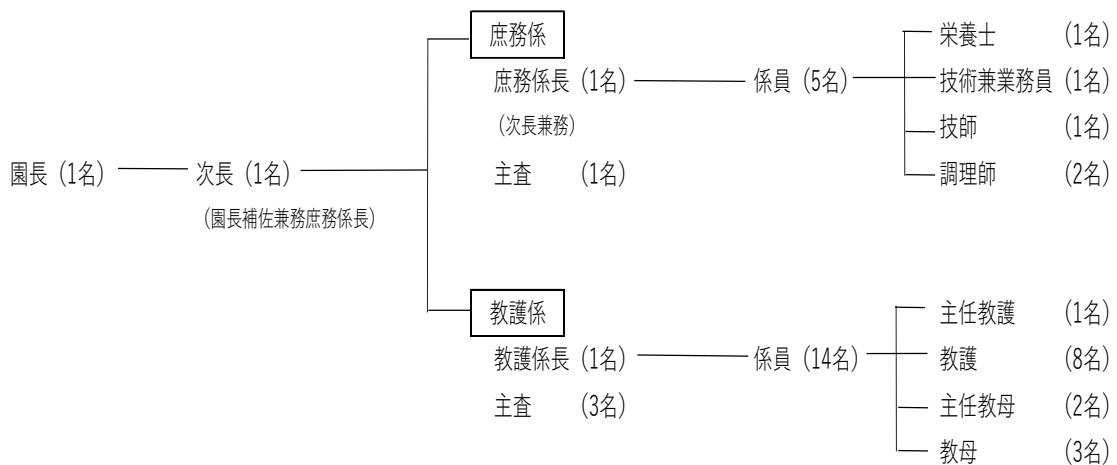 園長（1名）
次長（1名）
（園長補佐兼務庶務係長）
庶務係
庶務係長（1名）
（次長兼務）
主査　（1名）
係員（5名）
栄養士　（1名）
技術兼業務員（1名）
技師　（1名）
調理師　（2名）
教護係
教護係長（1名）
主査　（3名）
係員（14名）
主任教護　（1名）
教護　（8名）
主任教母　（2名）
教母　（3名）